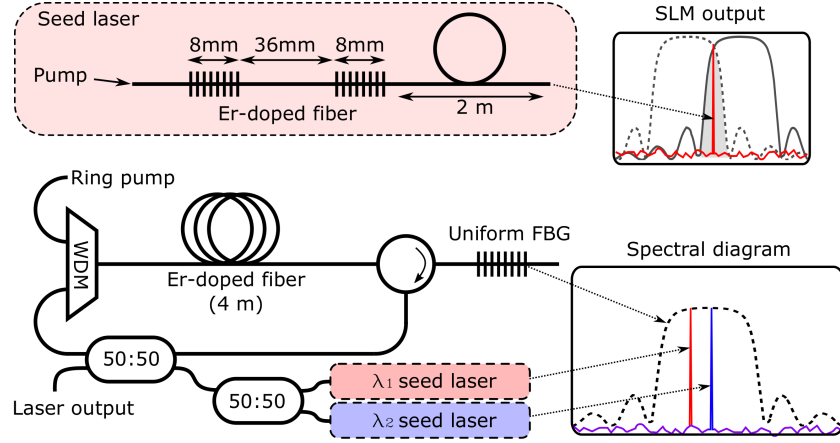 Seed laser
SLM output
8mm 36mm 8mm
Pump
Er-doped fiber
2 m
Ring pump
WDM
Er-doped fiber
(4 m)
Uniform FBG
Spectral diagram
50:50
Laser output
50:50
λ1 seed laser
λ2 seed laser